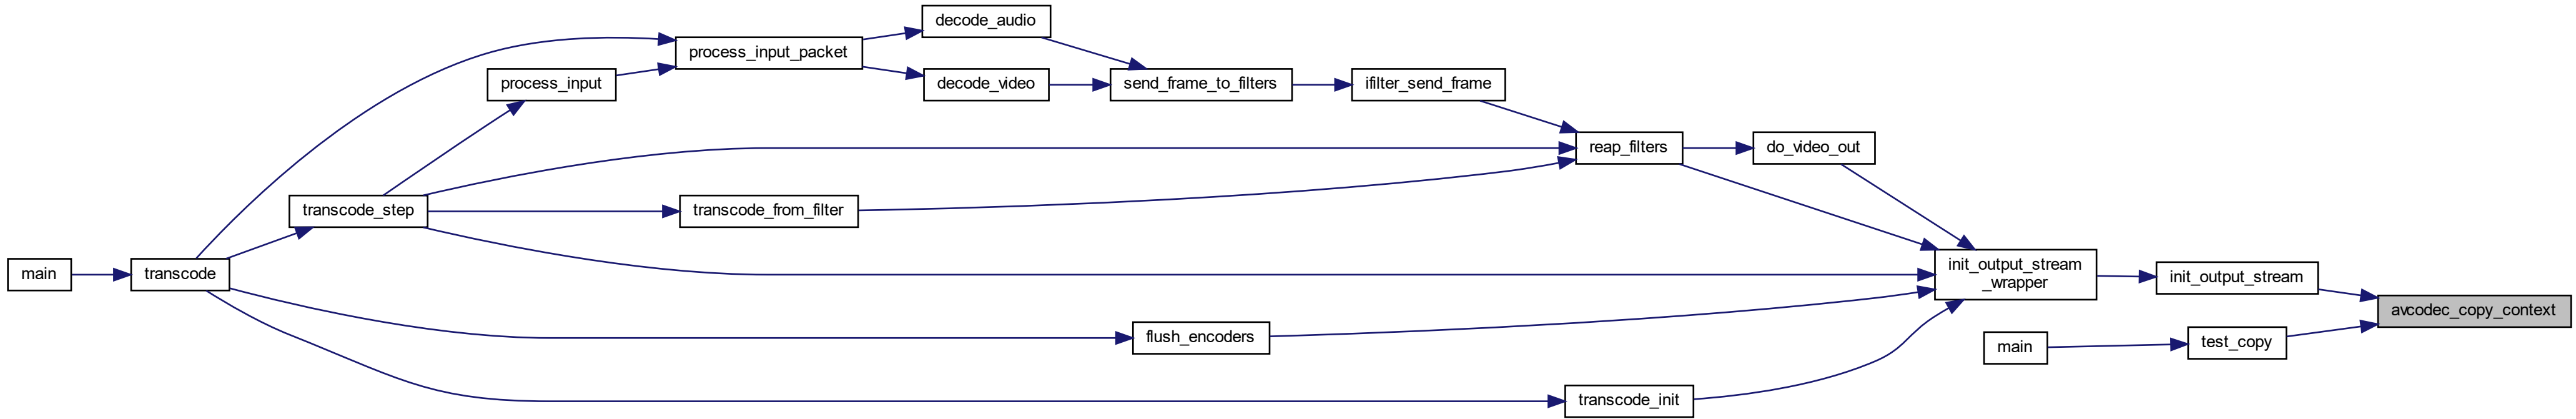 decode_audio
process_input_packet
process_input
decode_video
send_frame_to_filters
ifilter_send_frame
reap_filters
do_video_out
transcode_step
transcode_from_filter
main
transcode
init_output_stream
_wrapper
init_output_stream
avcodec_copy_context
flush_encoders
main
test_copy
transcode_init